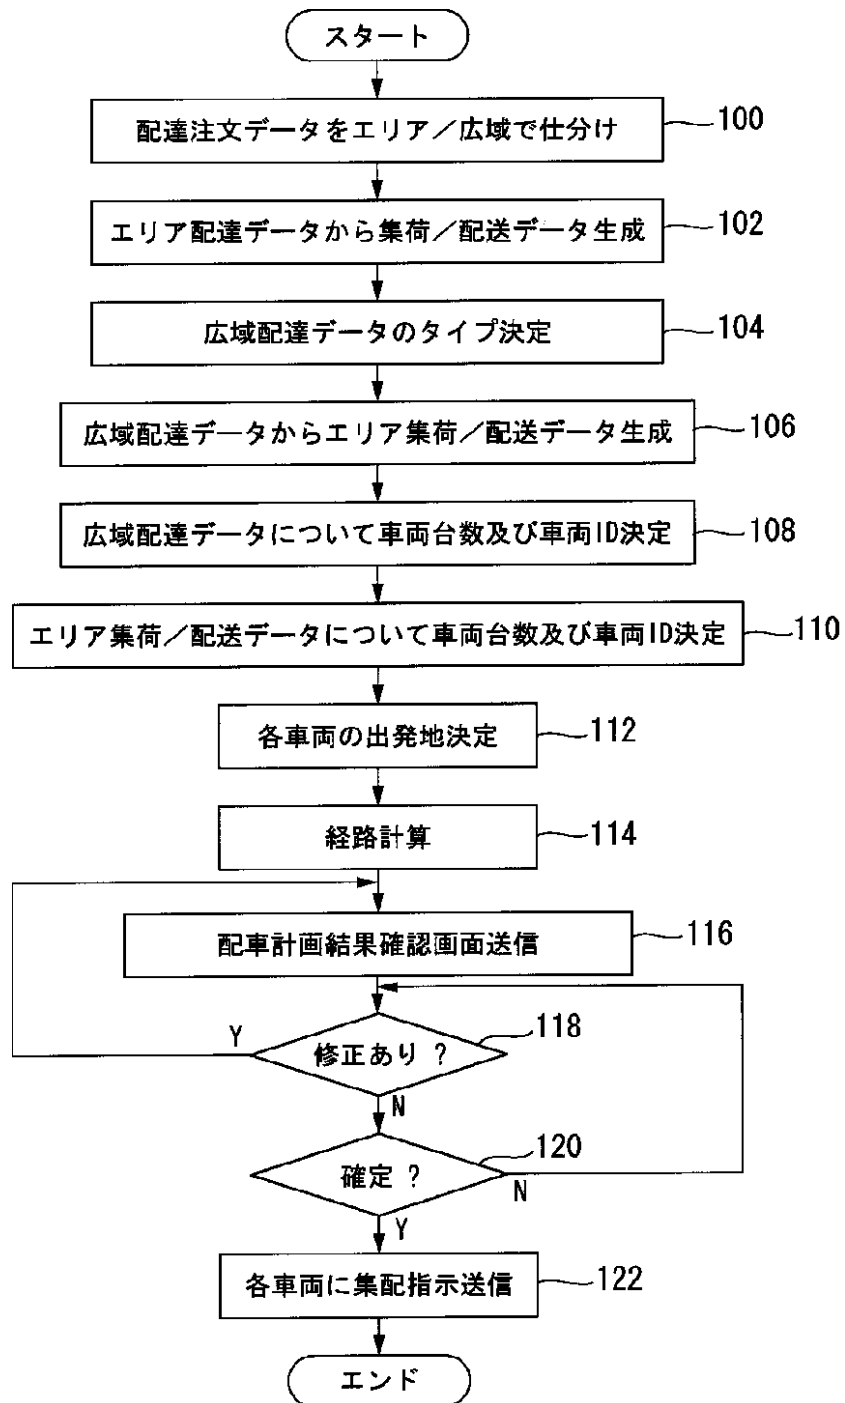 スタート
配達注文データをエリア／広域で仕分け
100
エリア配達データから集荷／配送データ生成
102
広域配達データのタイプ決定
104
広域配達データからエリア集荷／配送データ生成
106
広域配達データについて車両台数及び車両ID決定
108
エリア集荷／配送データについて車両台数及び車両ID決定
110
各車両の出発地決定
112
経路計算
114
配車計画結果確認画面送信
116
修正あり ?
118
Y
N
確定 ?
120
N
Y
各車両に集配指示送信
122
エンド